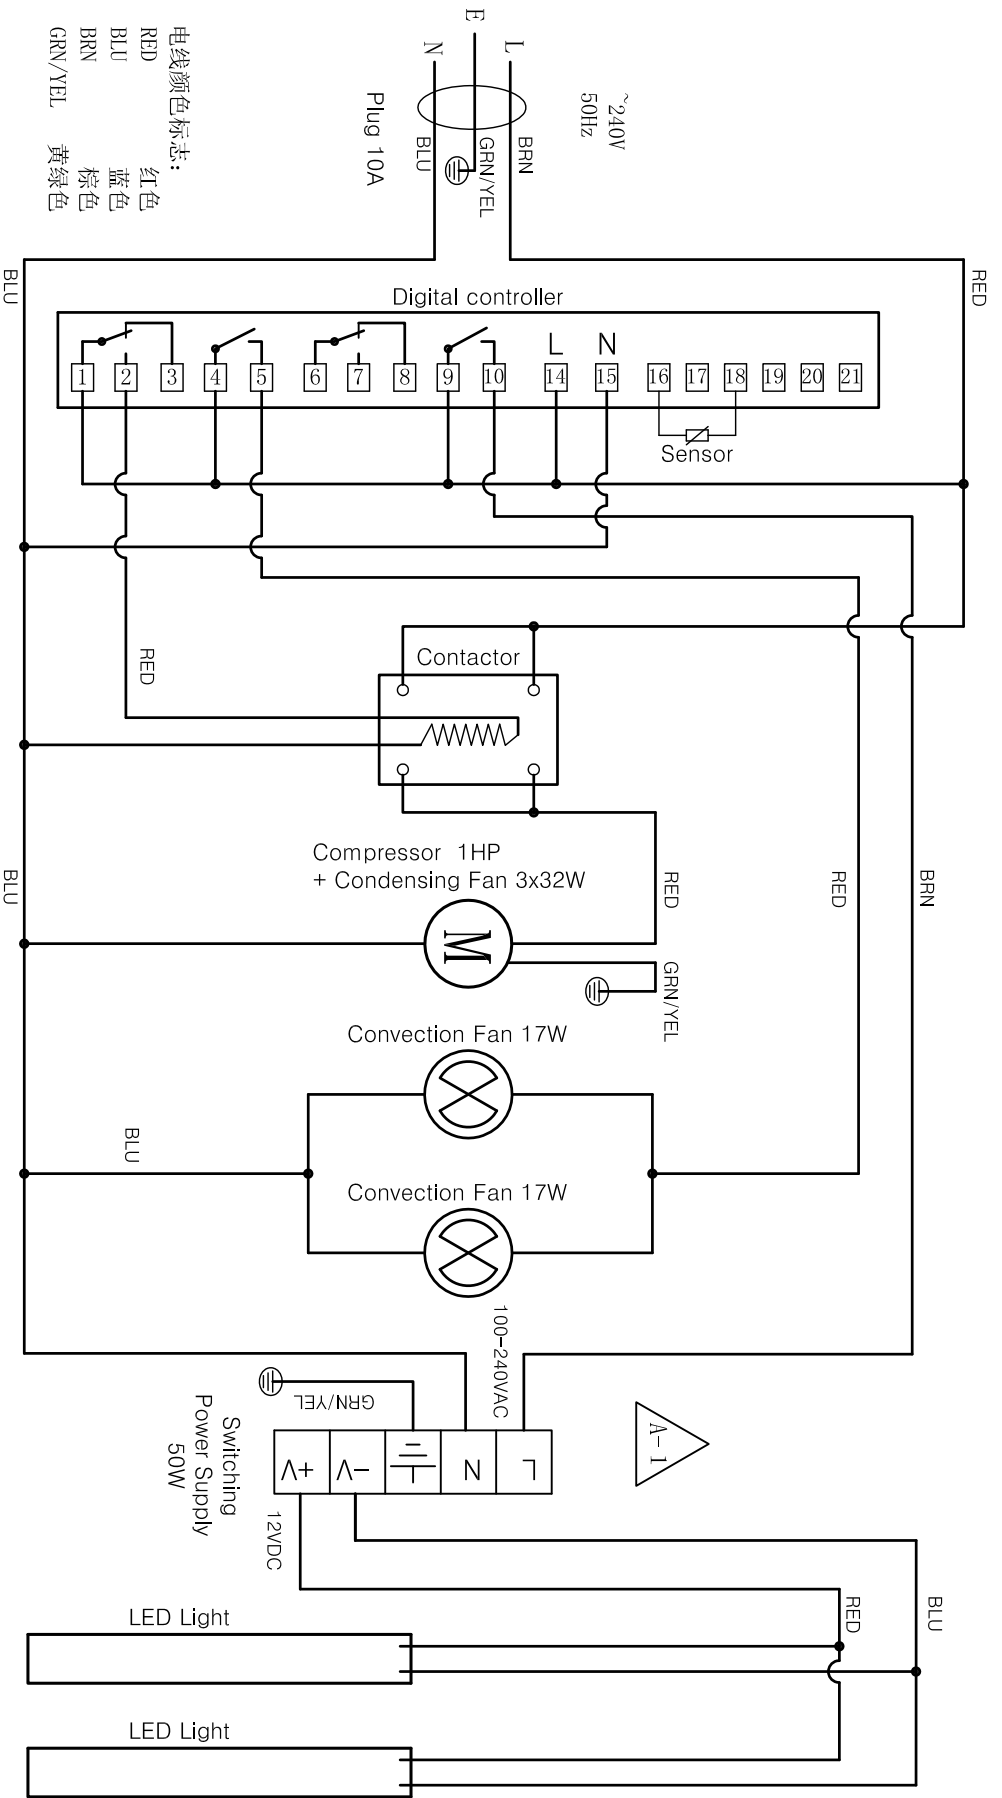 ~240V
50Hz
L
E
N
BRN
GRN/YEL
BLU
Plug 10A
电线颜色标志:
RED 红色
BLU 蓝色
BRN 棕色
GRN/YEL 黄绿色
RED
BLU
Digital controller
L N
1 2 3 4 5 6 7 8 9 10 14 15 16 17 18 19 20 21
Sensor
RED
Contactor
Compressor 1HP
+ Condensing Fan 3x32W
M
RED
GRN/YEL
RED
BRN
BLU
Convection Fan 17W
BLU
Convection Fan 17W
100-240VAC
GRN/YEL
L
N
V-
V+
Switching
Power Supply
50W
12VDC
A-1
RED
BLU
LED Light
LED Light